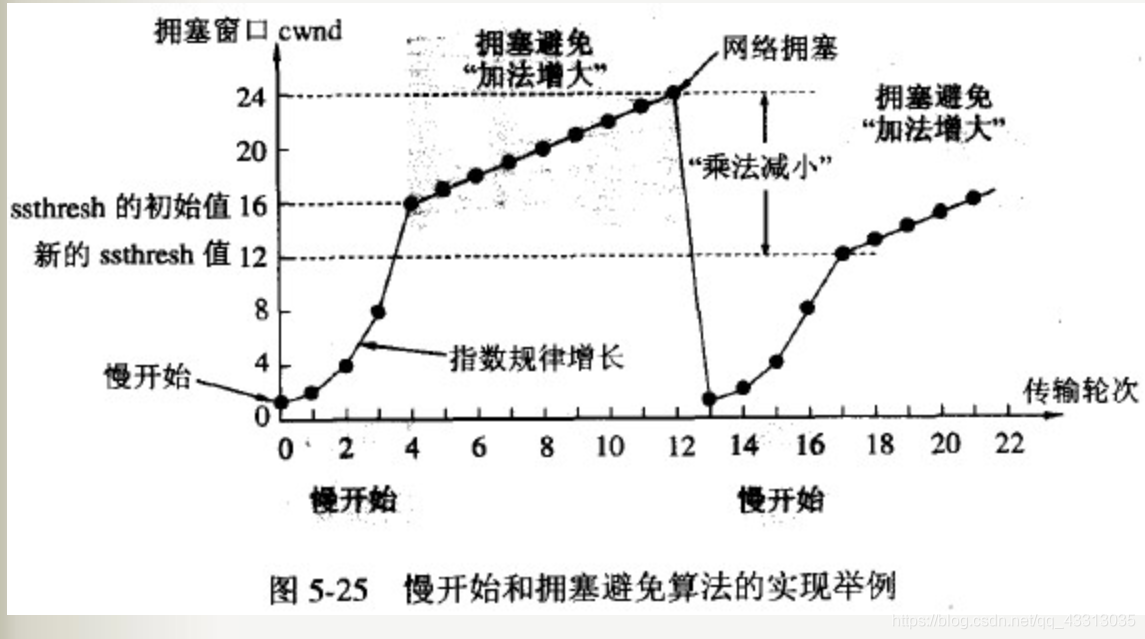 拥塞窗口 cwnd
拥塞避免
“加法增大”
网络拥塞
拥塞避免
“加法增大”
24
20
“乘法减小”
ssthresh 的初始值 16
新的 ssthresh 值 12
8
4
指数规律增长
慢开始
0
传输轮次
0 2 4 6 8 10 12 14 16 18 20 22
慢开始
慢开始
图 5-25 慢开始和拥塞避免算法的实现举例
https://blog.csdn.net/qq_43313035